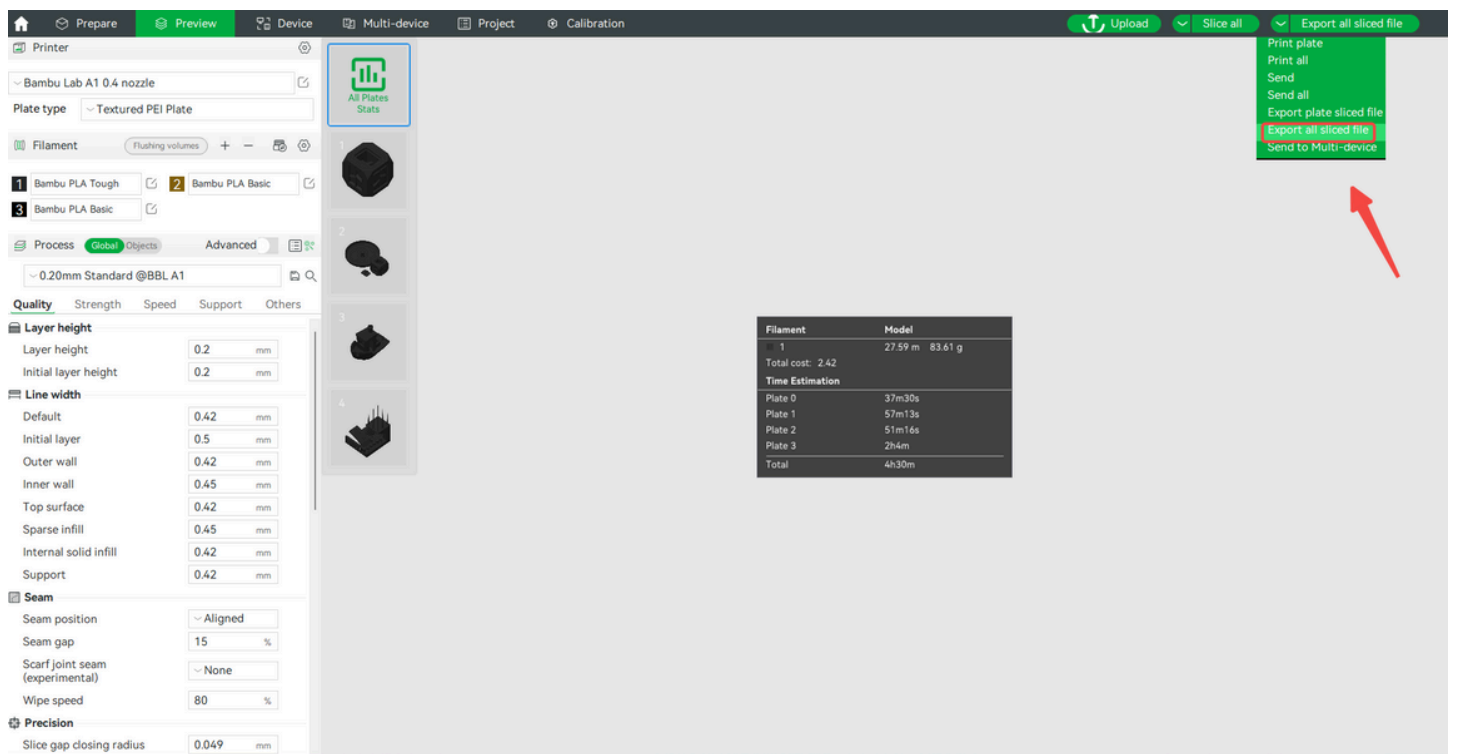 Prepare
Preview
Device
Multi-device
Project
Calibration
Upload
Slice all
Export all sliced file
Printer
Bambu Lab A1 0.4 nozzle
Plate type
Textured PEI Plate
Filament
Flushing volumes
1 Bambu PLA Tough
2 Bambu PLA Basic
3 Bambu PLA Basic
Process
Global
Objects
Advanced
0.20mm Standard @BBL A1
Quality
Strength
Speed
Support
Others
Layer height
Layer height 0.2 mm
Initial layer height 0.2 mm
Line width
Default 0.42 mm
Initial layer 0.5 mm
Outer wall 0.42 mm
Inner wall 0.45 mm
Top surface 0.42 mm
Sparse infill 0.45 mm
Internal solid infill 0.42 mm
Support 0.42 mm
Seam
Seam position Aligned
Seam gap 15 %
Scarf joint seam
(experimental) None
Wipe speed 80 %
Precision
Slice gap closing radius 0.049 mm
All Plates
Stats
1
2
3
4
Filament Model
1 27.59 m 83.61 g
Total cost: 2.42
Time Estimation
Plate 0 37m30s
Plate 1 57m13s
Plate 2 51m16s
Plate 3 2h4m
Total 4h30m
Print plate
Print all
Send
Send all
Export plate sliced file
Export all sliced file
Send to Multi-device